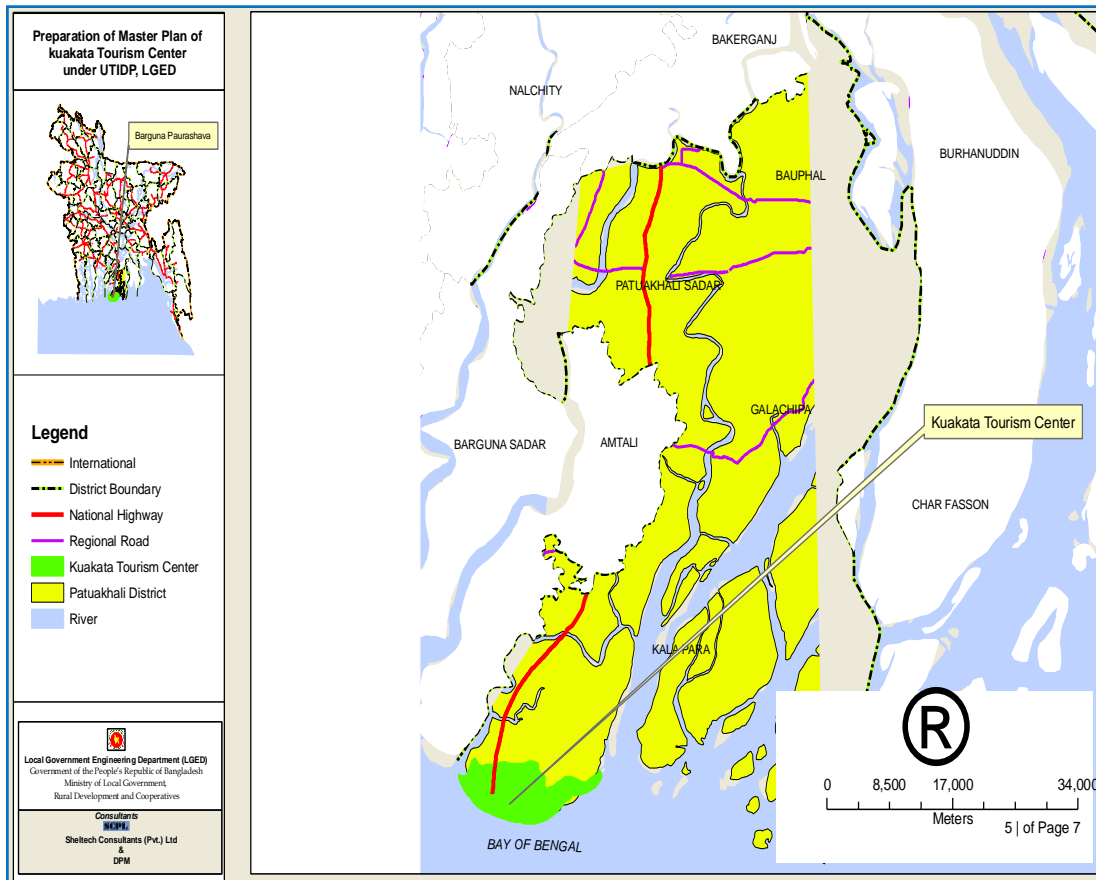 Preparation of Master Plan of
kuakata Tourism Center
under UTIDP, LGED
Barguna Paurashava
Legend
International
District Boundary
National Highway
Regional Road
Kuakata Tourism Center
Patuakhali District
River
Local Government Engineering Department (LGED)
Government of the People's Republic of Bangladesh
Ministry of Local Government,
Rural Development and Cooperatives
Consultants
SCPL
Sheltech Consultants (Pvt.) Ltd
&
DPM
BAKERGANJ
NALCHITY
BURHANUDDIN
BAUPHAL
PATUAKHALI SADAR
GALACHIPA
Kuakata Tourism Center
BARGUNA SADAR
AMTALI
CHAR FASSON
KALA PARA
BAY OF BENGAL
®
0 8,5000 17,000 34,000
Meters
5 | of Page 7